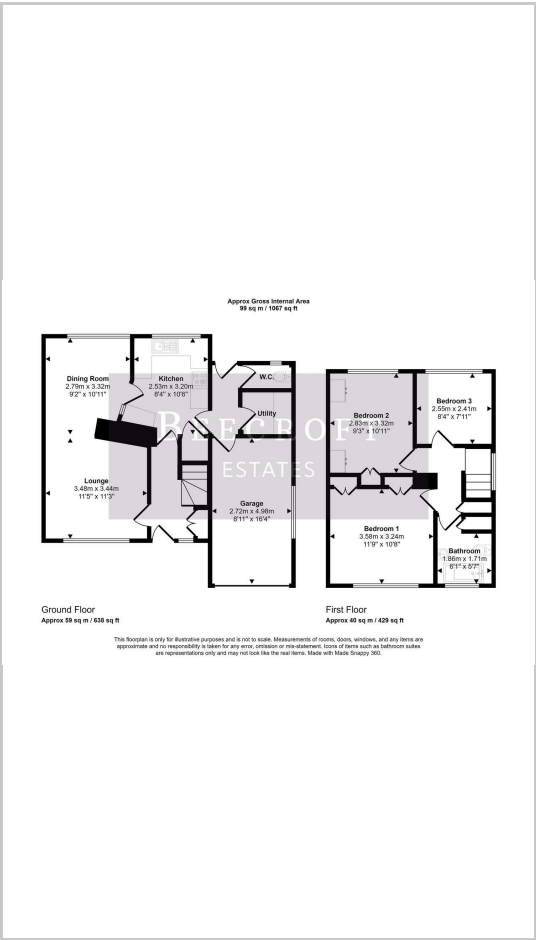 Approx Gross Internal Area
99 sq m / 1067 sq ft
Dining Room
2.79m x 3.32m
9'2" x 10'11"
Kitchen
2.53m x 3.20m
8'4" x 10'6"
W.C.
Utility
Lounge
3.48m x 3.44m
11'5" x 11'3"
Garage
2.72m x 4.98m
8'11" x 16'4"
Bedroom 2
2.83m x 3.32m
9'3" x 10'11"
Bedroom 3
2.55m x 2.41m
8'4" x 7'11"
Bedroom 1
3.58m x 3.24m
11'9" x 10'8"
Bathroom
1.86m x 1.71m
6'1" x 5'7"
BEECROFT
ESTATES
Ground Floor
Approx 59 sq m / 638 sq ft
First Floor
Approx 40 sq m / 429 sq ft
This floorplan is only for illustrative purposes and is not to scale. Measurements of rooms, doors, windows, and any items are
approximate and no responsibility is taken for any error, omission or mis-statement. Icons of items such as bathroom suites
are representations only and may not look like the real items. Made with Made Snappy 360.